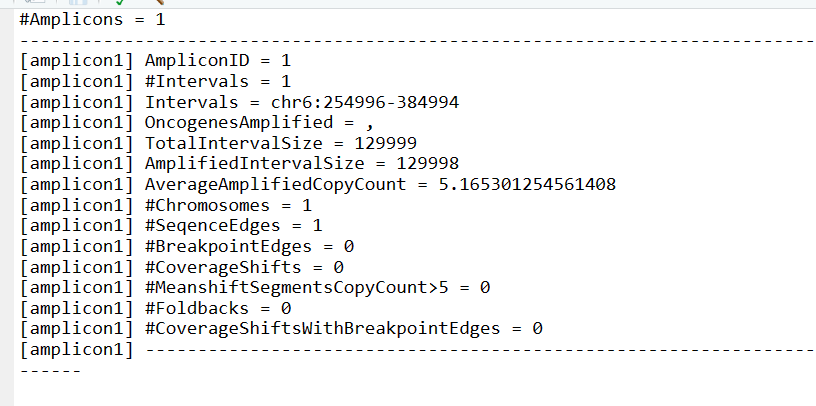 #Amplicons = 1
-----------------------------------------------------------------------------
[amplicon1] AmpliconID = 1
[amplicon1] #Intervals = 1
[amplicon1] Intervals = chr6:254996-384994
[amplicon1] OncogenesAmplified = ,
[amplicon1] TotalIntervalSize = 129999
[amplicon1] AmplifiedIntervalSize = 129998
[amplicon1] AverageAmplifiedCopyCount = 5.165301254561408
[amplicon1] #Chromosomes = 1
[amplicon1] #SeqenceEdges = 1
[amplicon1] #BreakpointEdges = 0
[amplicon1] #CoverageShifts = 0
[amplicon1] #MeanshiftSegmentsCopyCount>5 = 0
[amplicon1] #Foldbacks = 0
[amplicon1] #CoverageShiftsWithBreakpointEdges = 0
[amplicon1] -----------------------------------------------------------------
------